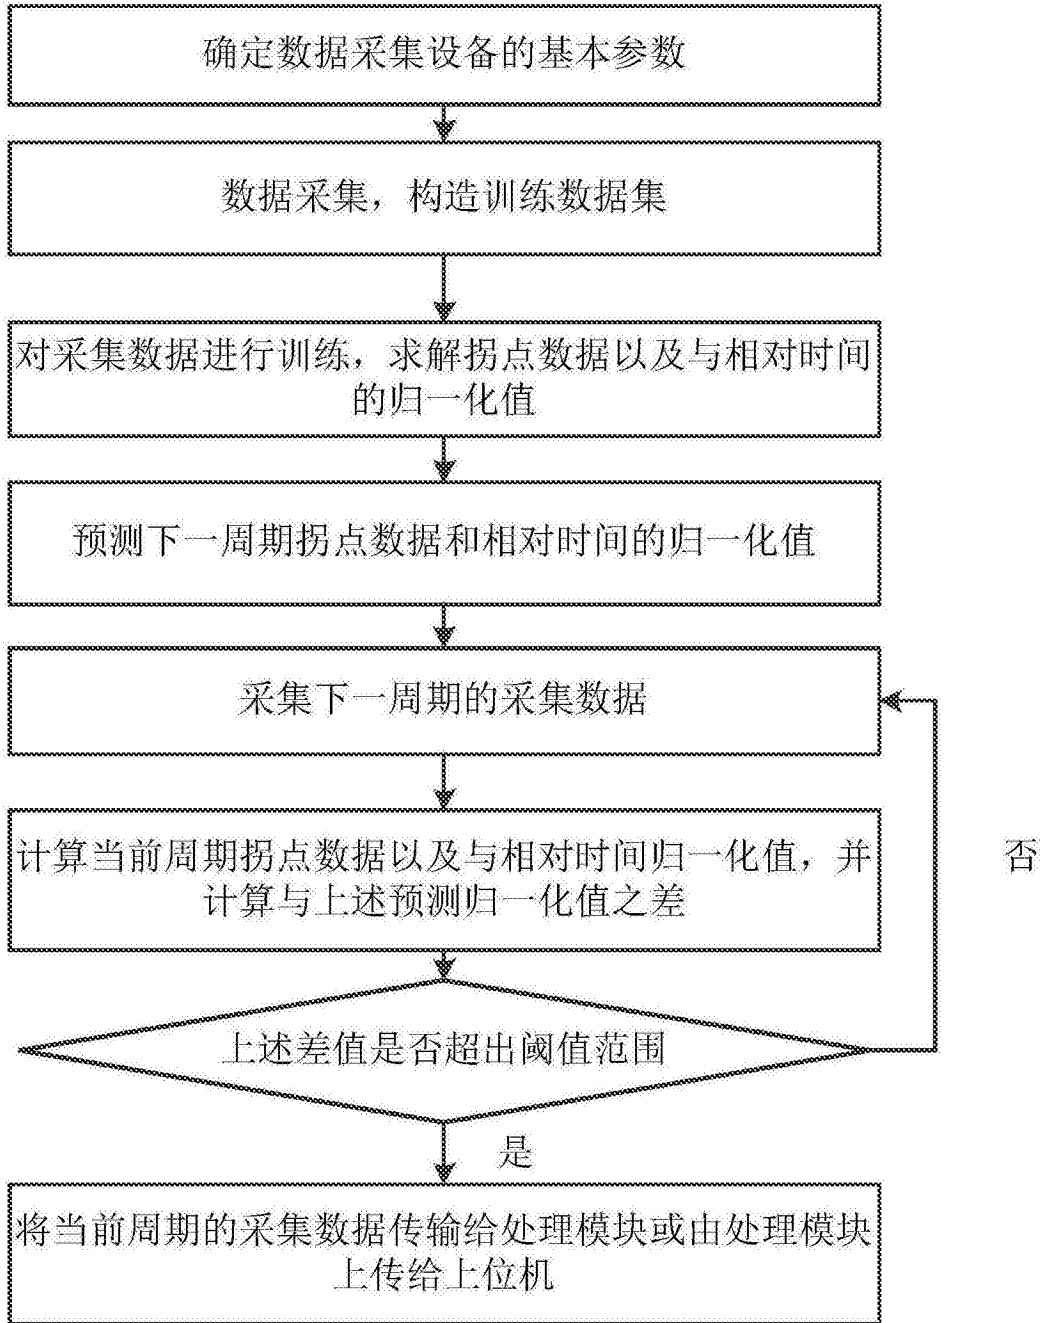 确定数据采集设备的基本参数
数据采集，构造训练数据集
对采集数据进行训练，求解拐点数据以及与相对时间
的归一化值
预测下一周期拐点数据和相对时间的归一化值
采集下一周期的采集数据
计算当前周期拐点数据以及与相对时间归一化值，并
计算与上述预测归一化值之差
否
上述差值是否超出阈值范围
是
将当前周期的采集数据传输给处理模块或由处理模块
上传给上位机